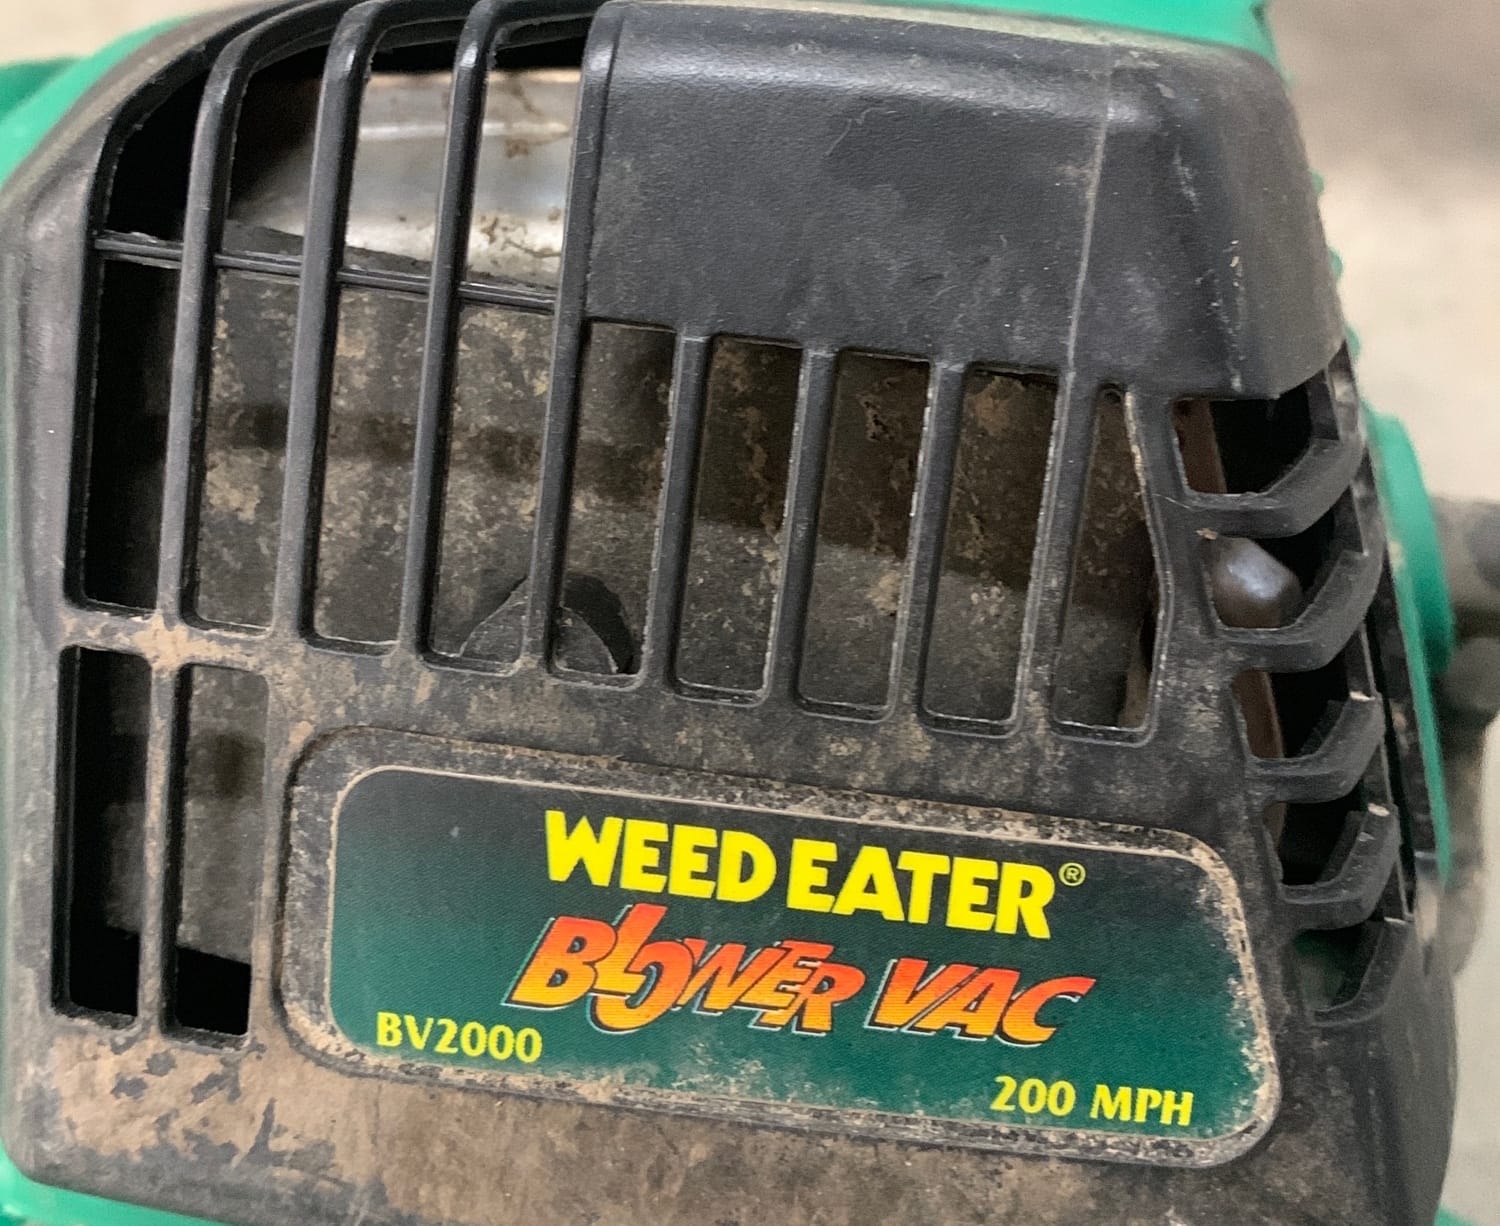 WEED EATER®
BLOWER VAC
BV2000
200 MPH